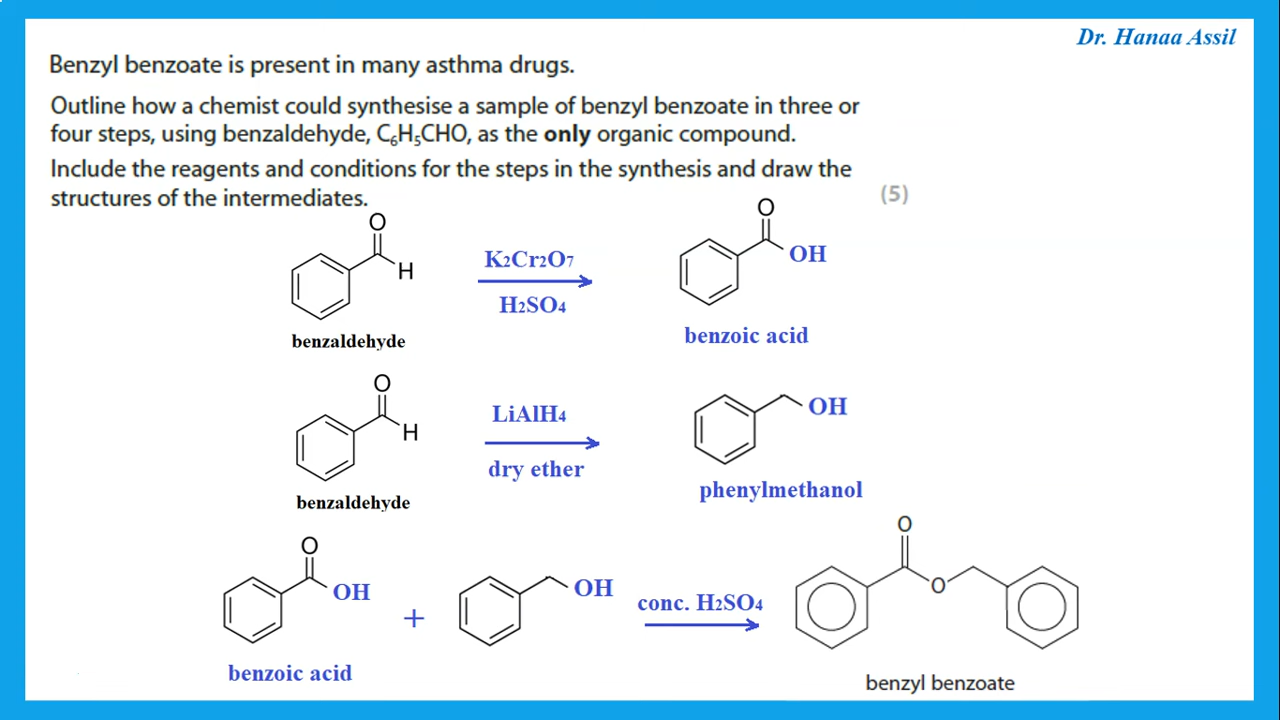 Dr. Hanaa Assil
Benzyl benzoate is present in many asthma drugs.
Outline how a chemist could synthesise a sample of benzyl benzoate in three or
four steps, using benzaldehyde, C₆H₅CHO, as the only organic compound.
Include the reagents and conditions for the steps in the synthesis and draw the
structures of the intermediates.
(5)
O
H
benzaldehyde
K₂Cr₂O₇
H₂SO₄
O
OH
benzoic acid
O
H
benzaldehyde
LiAlH₄
dry ether
OH
phenylmethanol
O
OH
benzoic acid
+
OH
conc. H₂SO₄
O
O
benzyl benzoate